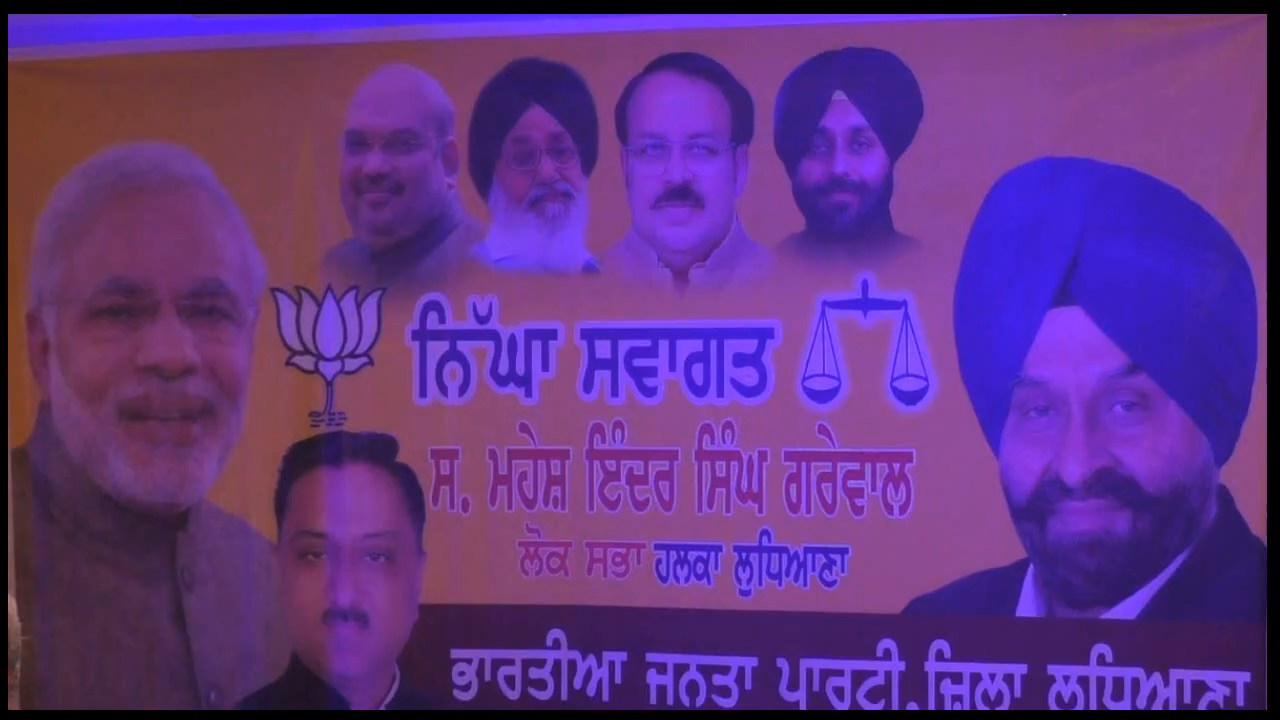 ਨਿੱਘਾ ਸਵਾਗਤ
ਸ. ਮਹੇਸ਼ ਇੰਦਰ ਸਿੰਘ ਗਰੇਵਾਲ
ਲੋਕ ਸਭਾ ਹਲਕਾ ਲੁਧਿਆਣਾ
ਭਾਰਤੀਆ ਜਨਤਾ ਪਾਰਟੀ, ਜ਼ਿਲਾ ਲੁਧਿਆਣਾ